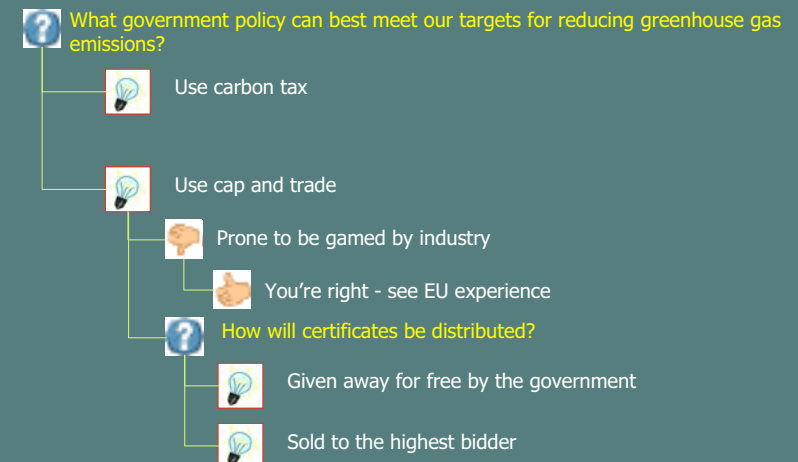 What government policy can best meet our targets for reducing greenhouse gas
emissions?
Use carbon tax
Use cap and trade
Prone to be gamed by industry
You’re right - see EU experience
How will certificates be distributed?
Given away for free by the government
Sold to the highest bidder